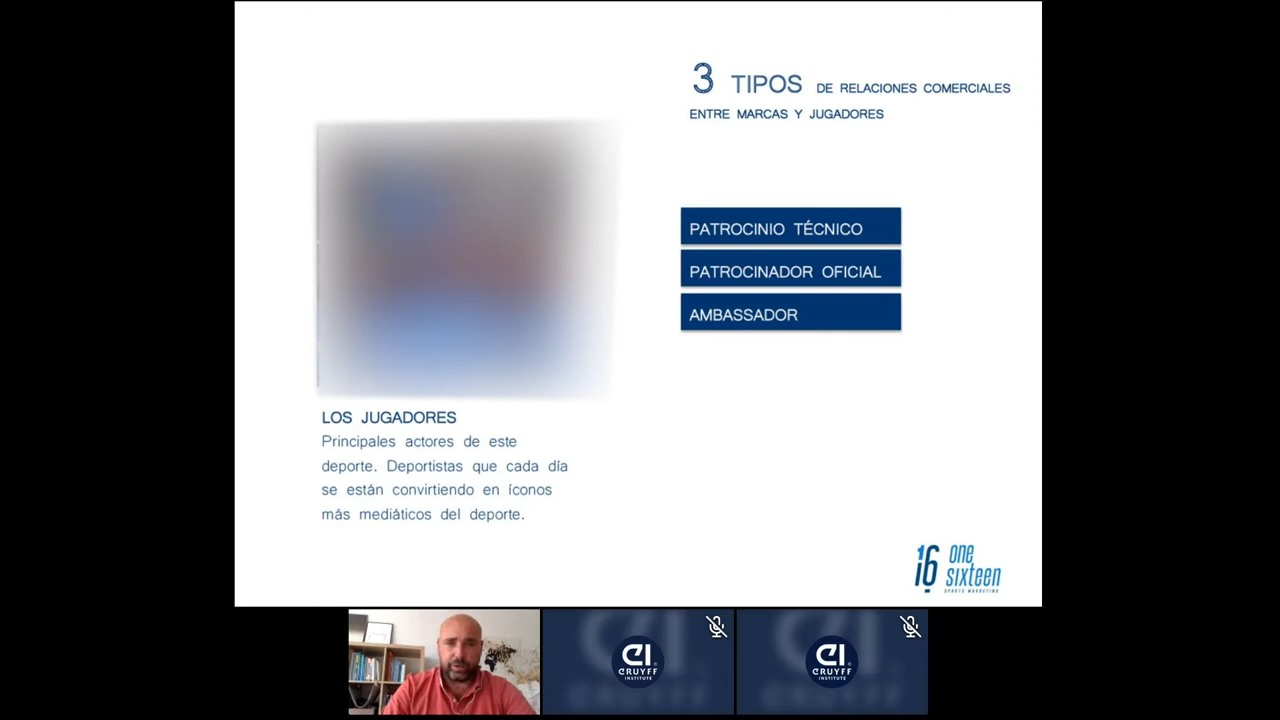 3 TIPOS DE RELACIONES COMERCIALES
ENTRE MARCAS Y JUGADORES
PATROCINIO TÉCNICO
PATROCINADOR OFICIAL
AMBASSADOR
LOS JUGADORES
Principales actores de este
deporte. Deportistas que cada día
se están convirtiendo en íconos
más mediáticos del deporte.
16 one
sixteen
SPORTS MARKETING
CRUYFF
INSTITUTE
CRUYFF
INSTITUTE